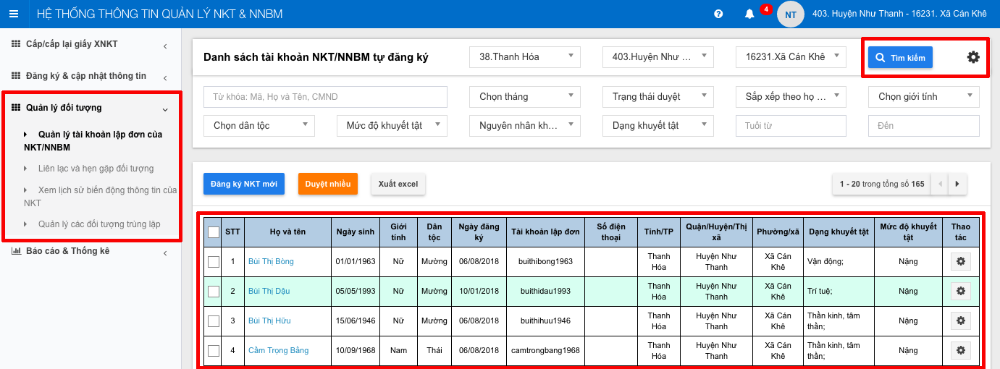 HỆ THỐNG THÔNG TIN QUẢN LÝ NKT & NNBM
4
NT
403. Huyện Như Thanh - 16231. Xã Cán Khê
Cấp/cấp lại giấy XNKT
Đăng ký & cập nhật thông tin
Quản lý đối tượng
Quản lý tài khoản lập đơn của
NKT/NNBM
Liên lạc và hẹn gặp đối tượng
Xem lịch sử biến động thông tin của
NKT
Quản lý các đối tượng trùng lặp
Báo cáo & Thống kê
Danh sách tài khoản NKT/NNBM tự đăng ký
38.Thanh Hóa
403.Huyện Như ...
16231.Xã Cán Khê
Tìm kiếm
Từ khóa: Mã, Họ và Tên, CMND
Chọn tháng
Trạng thái duyệt
Sắp xếp theo họ ...
Chọn giới tính
Chọn dân tộc
Mức độ khuyết tật
Nguyên nhân kh...
Dạng khuyết tật
Tuổi từ
Đến
Đăng ký NKT mới
Duyệt nhiều
Xuất excel
1 - 20 trong tổng số 165
STT Họ và tên Ngày sinh Giới tính Dân tộc Ngày đăng ký Tài khoản lập đơn Số điện thoại Tỉnh/TP Quận/Huyện/Thị xã Phường/xã Dạng khuyết tật Mức độ khuyết tật Thao tác
1 Bùi Thị Bòng 01/01/1963 Nữ Mường 06/08/2018 buithibong1963 Thanh Hóa Huyện Như Thanh Xã Cán Khê Vận động; Nặng
2 Bùi Thị Dậu 05/05/1993 Nữ Mường 10/01/2018 buithidau1993 Thanh Hóa Huyện Như Thanh Xã Cán Khê Trí tuệ; Nặng
3 Bùi Thị Hữu 15/06/1946 Nữ Mường 06/08/2018 buithihuu1946 Thanh Hóa Huyện Như Thanh Xã Cán Khê Thần kinh, tâm thần; Nặng
4 Cầm Trọng Bằng 10/09/1968 Nam Thái 06/08/2018 camtrongbang1968 Thanh Hóa Huyện Như Thanh Xã Cán Khê Thần kinh, tâm thần; Nặng